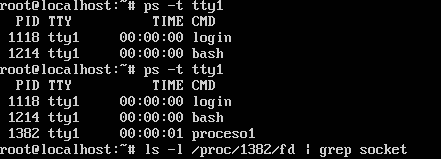 root@localhost:~# ps -t tty1
  PID TTY          TIME CMD
 1118 tty1     00:00:00 login
 1214 tty1     00:00:00 bash
root@localhost:~# ps -t tty1
  PID TTY          TIME CMD
 1118 tty1     00:00:00 login
 1214 tty1     00:00:00 bash
 1382 tty1     00:00:01 proceso1
root@localhost:~# ls -l /proc/1382/fd | grep socket